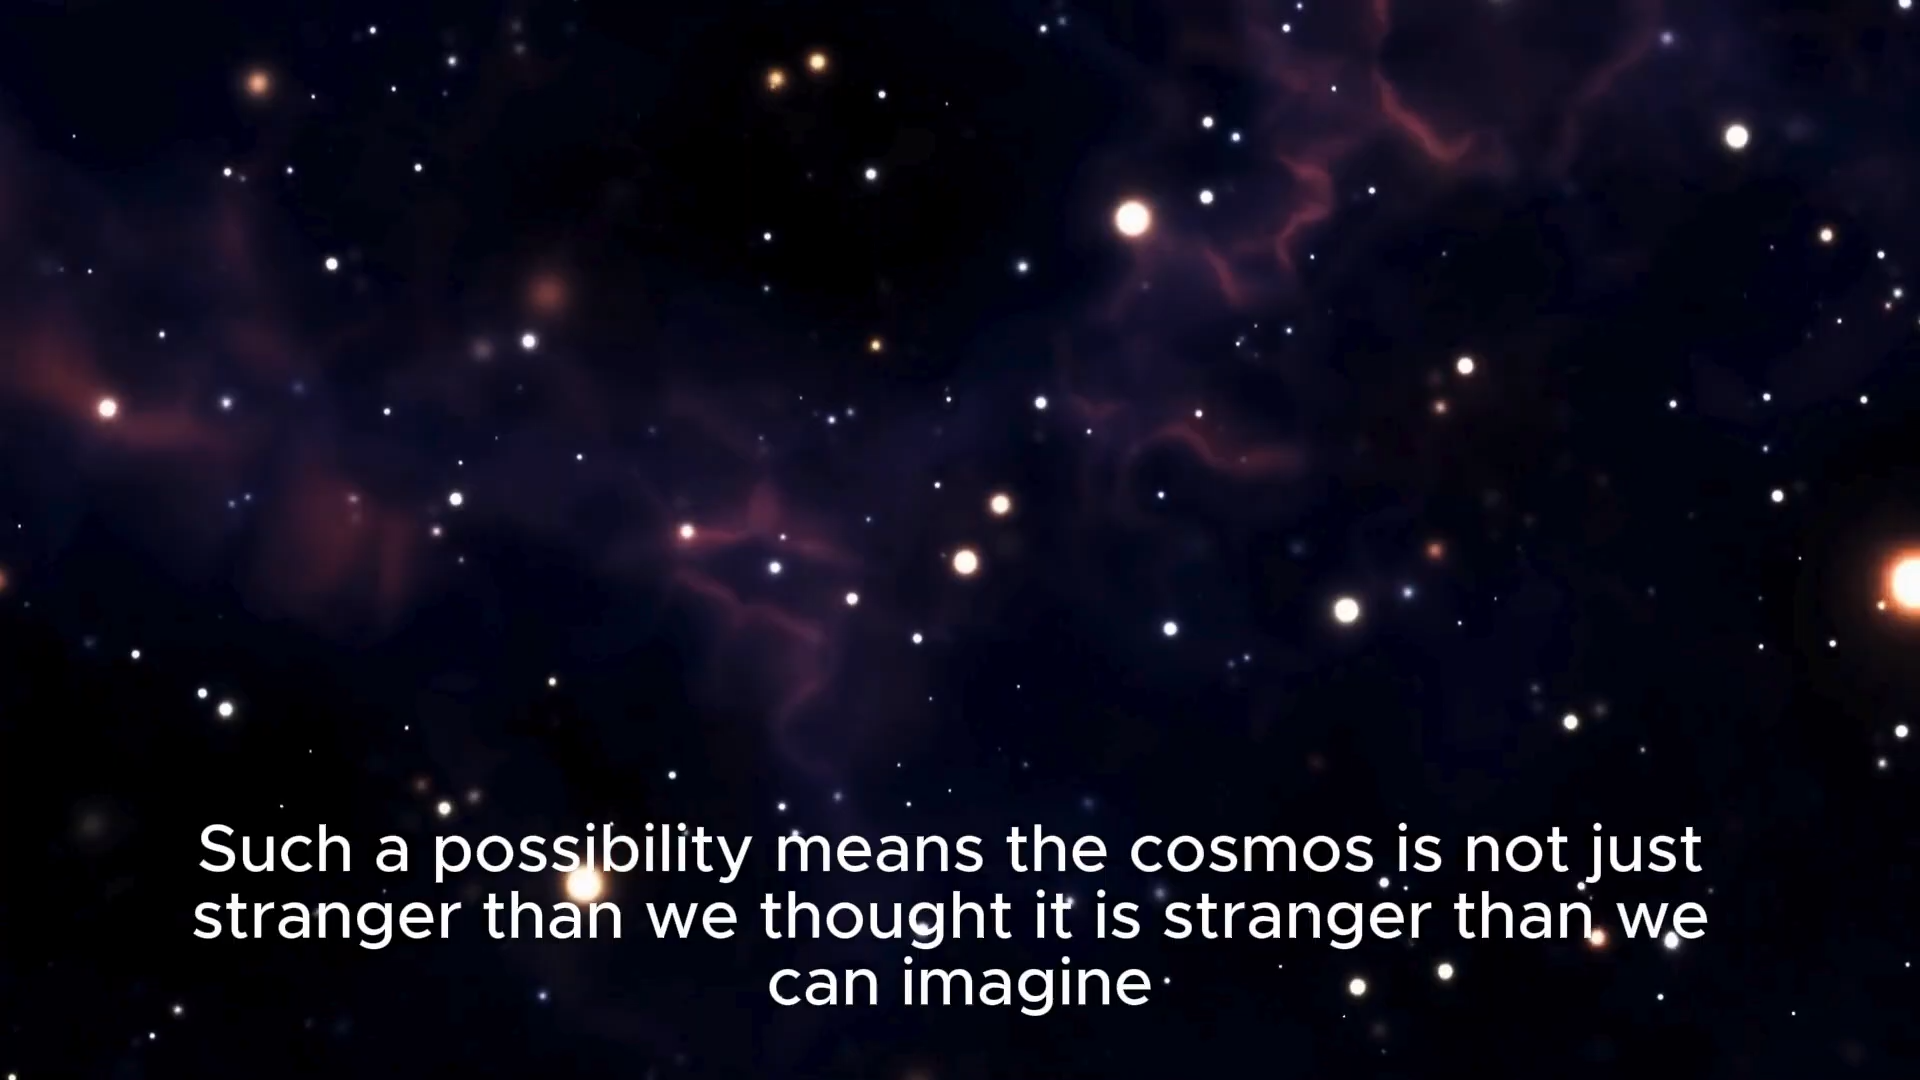 Such a possibility means the cosmos is not just
stranger than we thought it is stranger than we
can imagine